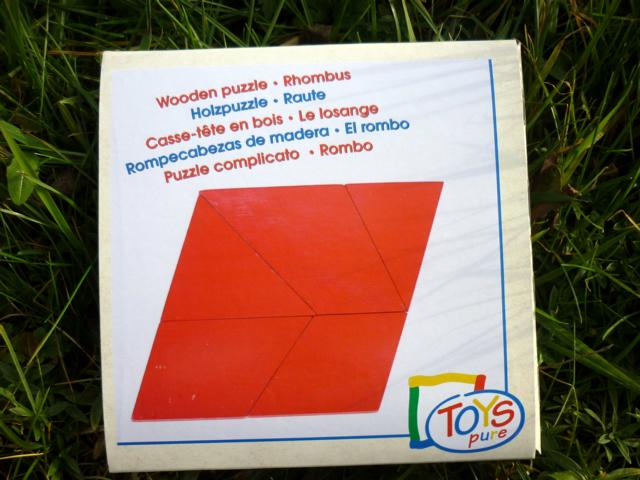 Wooden puzzle • Rhombus
Holzpuzzle • Raute
Casse-tête en bois • Le losange
Rompecabezas de madera • El rombo
Puzzle complicato • Rombo
TOYS
pure